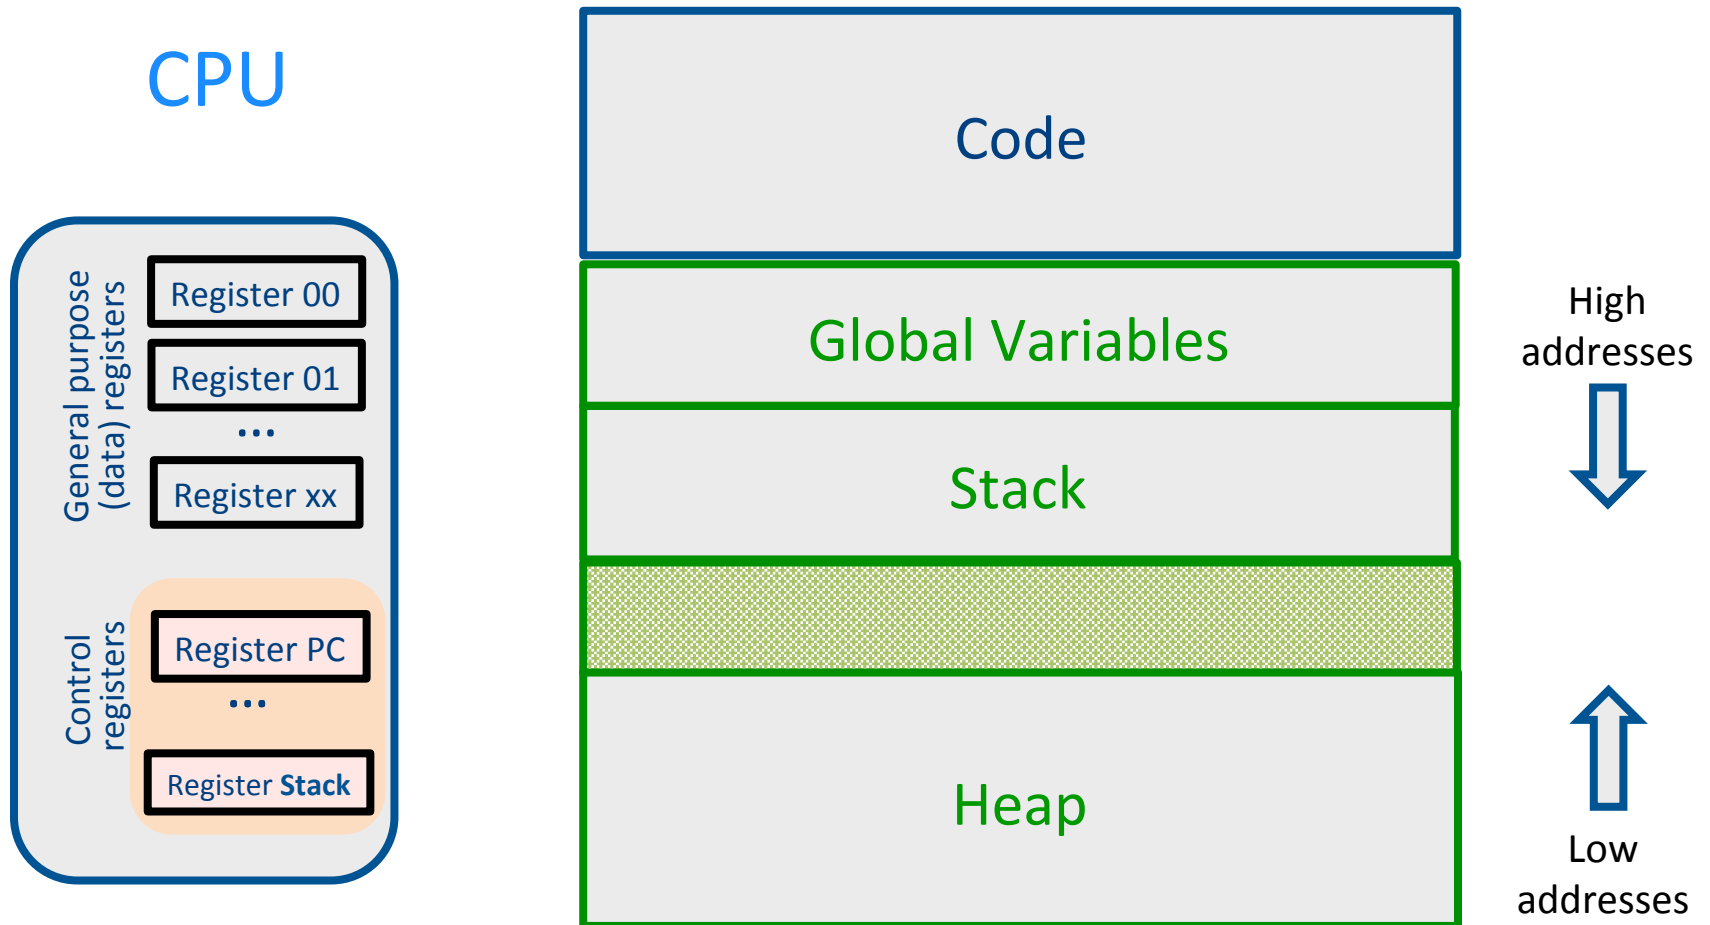 CPU
General purpose
(data) registers
Register 00
Register 01
...
Register xx
Control
registers
Register PC
...
Register Stack
Code
Global Variables
Stack
Heap
High
addresses
Low
addresses